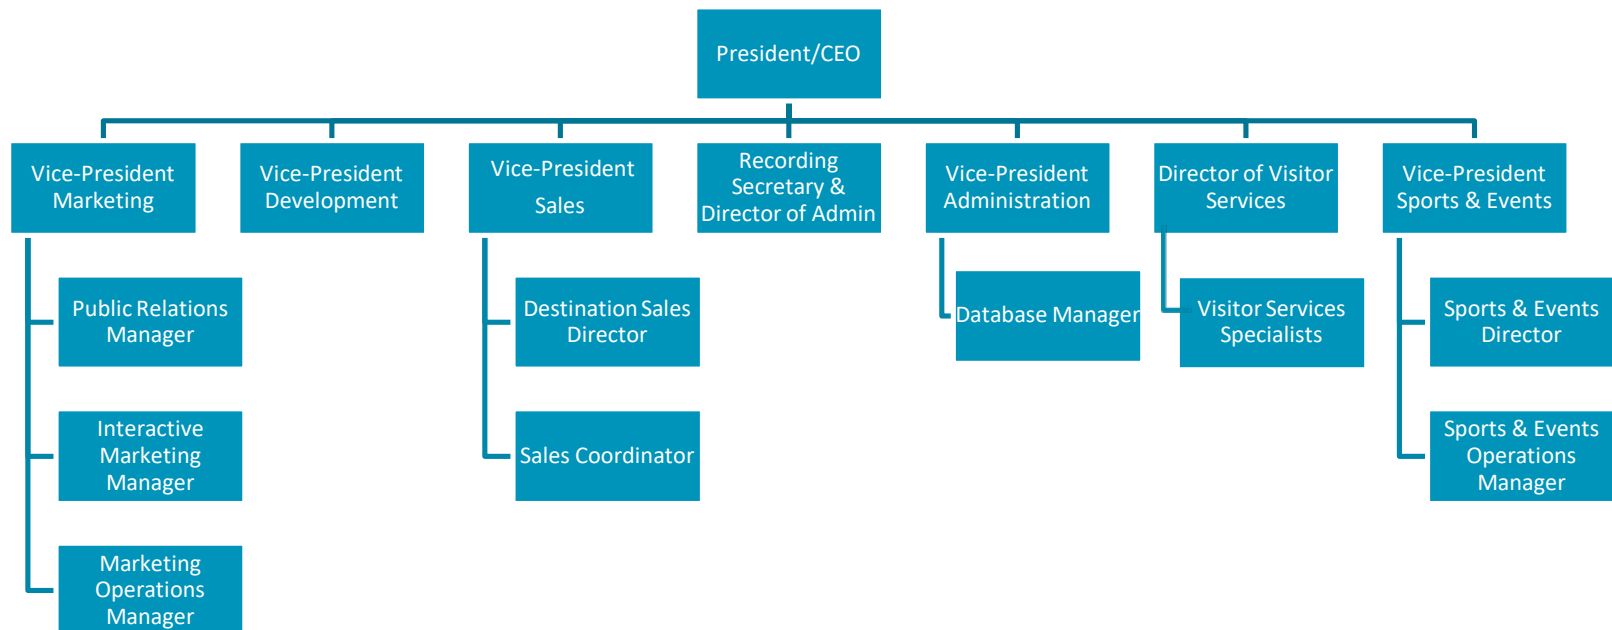 President/CEO
Vice-President
Marketing
Vice-President
Development
Vice-President
Sales
Recording
Secretary &
Director of Admin
Vice-President
Administration
Director of Visitor
Services
Vice-President
Sports & Events
Public Relations
Manager
Destination Sales
Director
Database Manager
Visitor Services
Specialists
Sports & Events
Director
Interactive
Marketing
Manager
Sales Coordinator
Sports & Events
Operations
Manager
Marketing
Operations
Manager